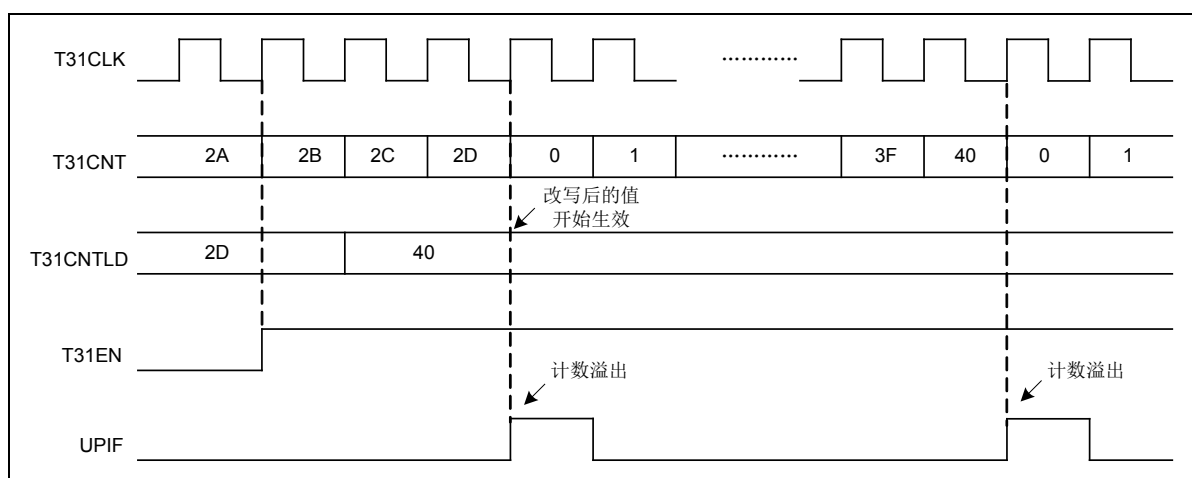 T31CLK
…………
T31CNT 2A 2B 2C 2D 0 1 ………… 3F 40 0 1
改写后的值
开始生效
T31CNTLD 2D 40
T31EN
计数溢出 计数溢出
UPIF